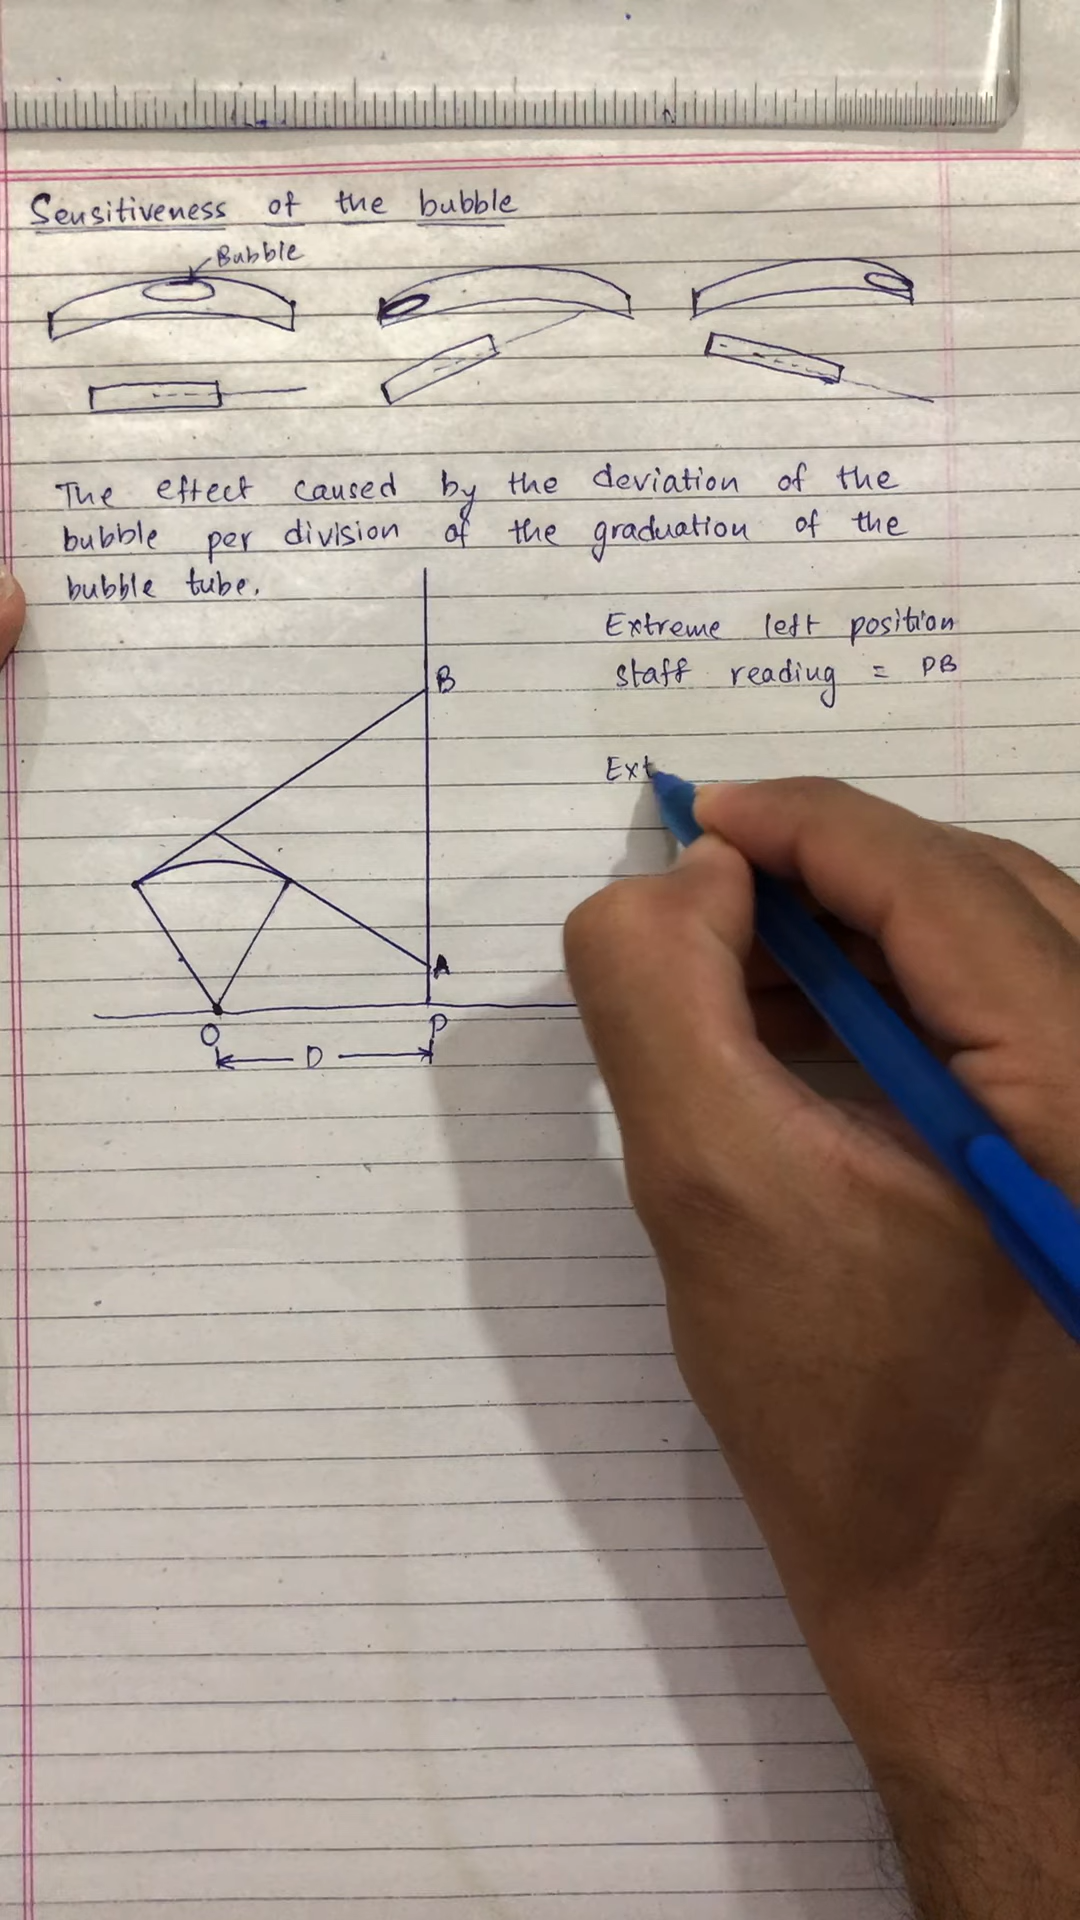 Sensitiveness of the bubble
Bubble
The effect caused by the deviation of the
bubble per division of the graduation of the
bubble tube.
Extreme left position
staff reading = PB
B
Ext
A
O
P
D